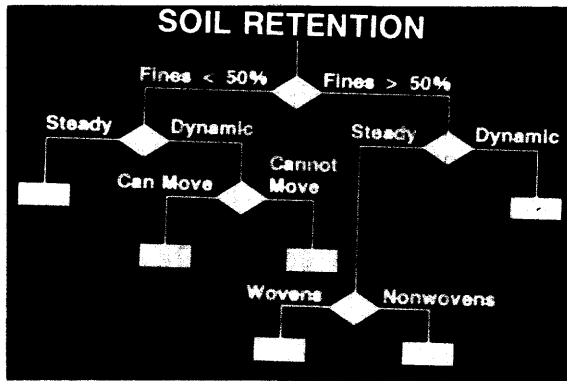 SOIL RETENTION
Fines < 50%
Fines > 50%
Steady
Dynamic
Steady
Dynamic
Can Move
Cannot
Move
Wovens
Nonwovens